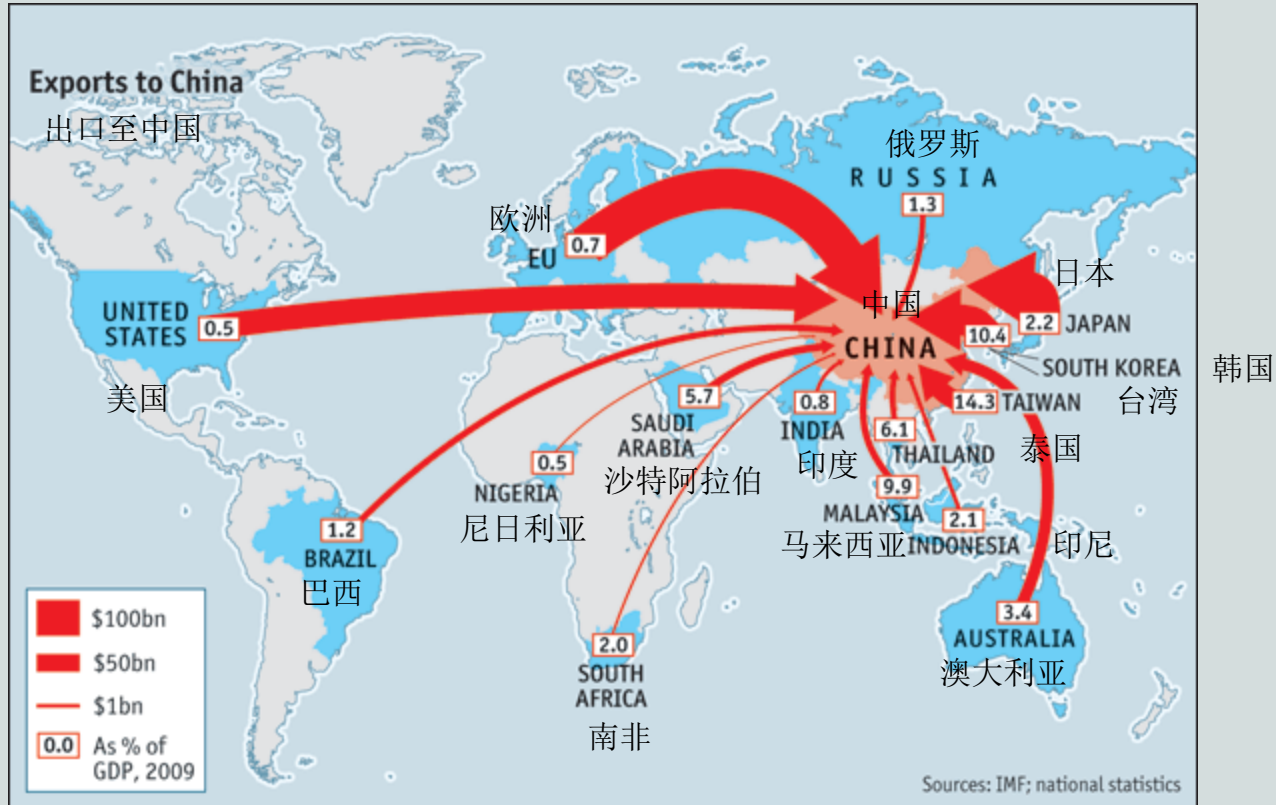 Exports to China
出口至中国
俄罗斯
RUSSIA
1.3
欧洲
EU
0.7
日本
2.2 JAPAN
中国
CHINA
10.4
SOUTH KOREA
韩国
台湾
14.3 TAIWAN
UNITED
STATES
0.5
美国
5.7
SAUDI
ARABIA
沙特阿拉伯
0.8
INDIA
印度
6.1
THAILAND
泰国
0.5
NIGERIA
尼日利亚
9.9
MALAYSIA
马来西亚
2.1
INDONESIA
印尼
1.2
BRAZIL
巴西
3.4
AUSTRALIA
澳大利亚
2.0
SOUTH
AFRICA
南非
$100bn
$50bn
$1bn
0.0 As % of
GDP, 2009
Sources: IMF; national statistics